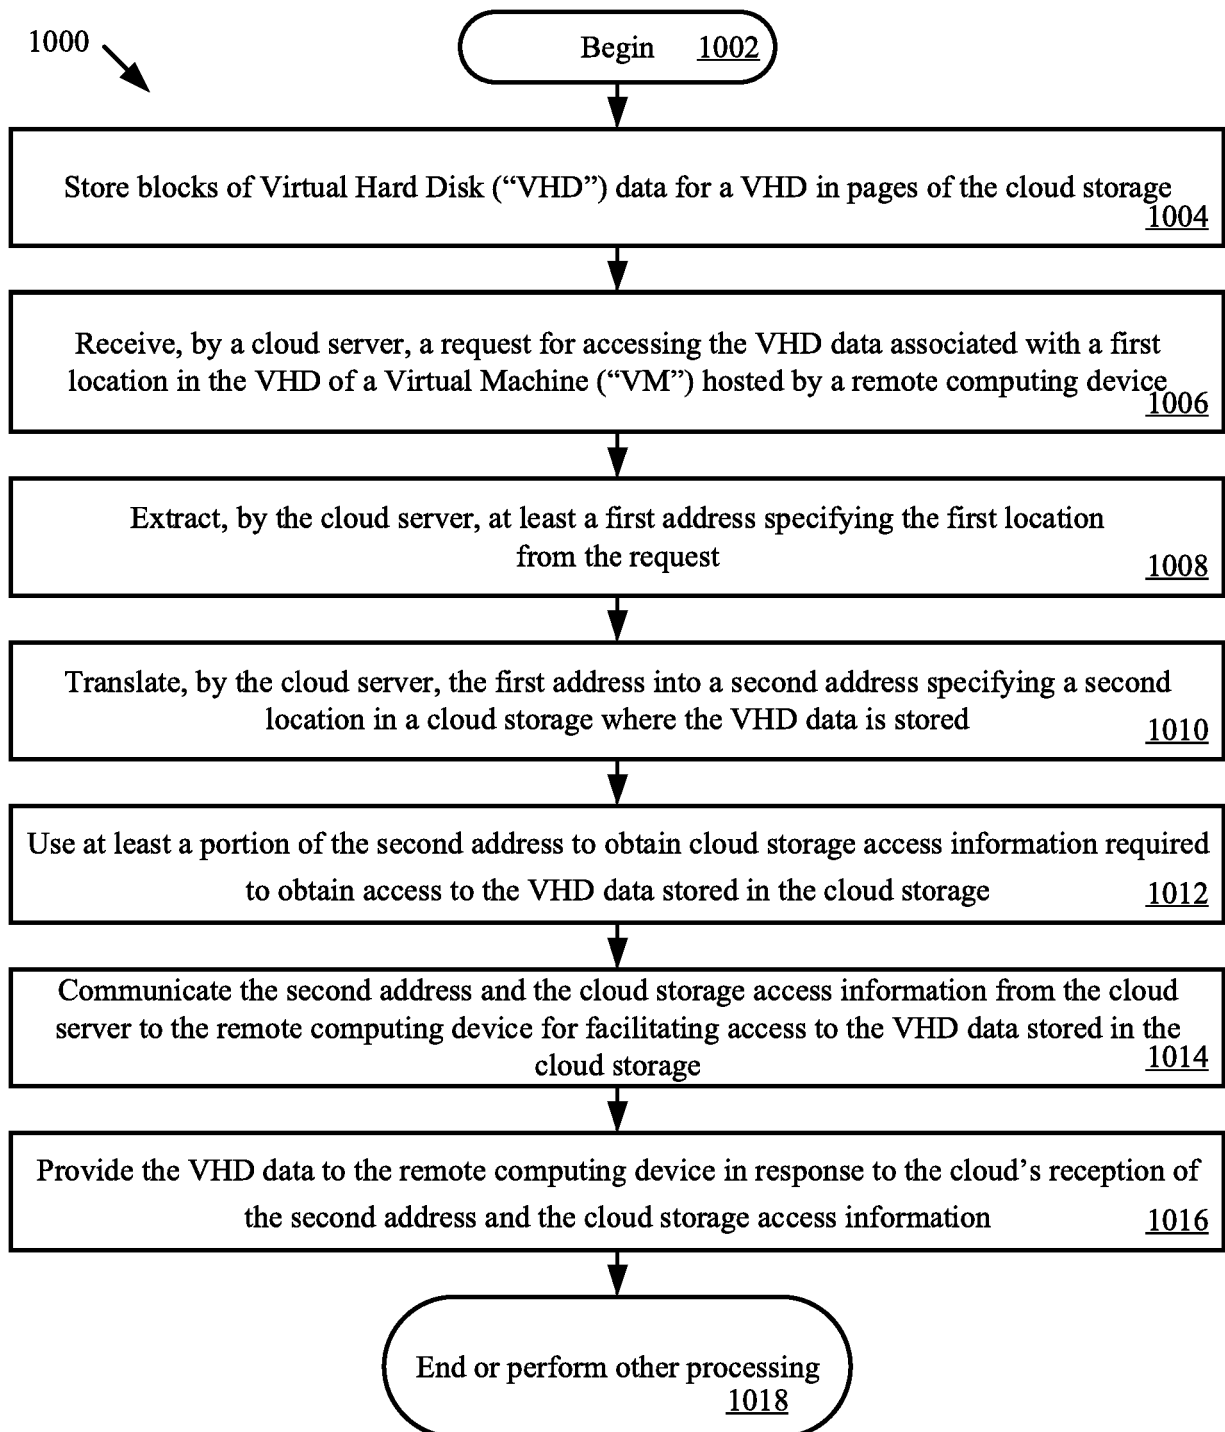 1000
Begin 1002
Store blocks of Virtual Hard Disk (“VHD”) data for a VHD in pages of the cloud storage
1004
Receive, by a cloud server, a request for accessing the VHD data associated with a first
location in the VHD of a Virtual Machine (“VM”) hosted by a remote computing device
1006
Extract, by the cloud server, at least a first address specifying the first location
from the request
1008
Translate, by the cloud server, the first address into a second address specifying a second
location in a cloud storage where the VHD data is stored
1010
Use at least a portion of the second address to obtain cloud storage access information required
to obtain access to the VHD data stored in the cloud storage
1012
Communicate the second address and the cloud storage access information from the cloud
server to the remote computing device for facilitating access to the VHD data stored in the
cloud storage
1014
Provide the VHD data to the remote computing device in response to the cloud’s reception of
the second address and the cloud storage access information
1016
End or perform other processing
1018